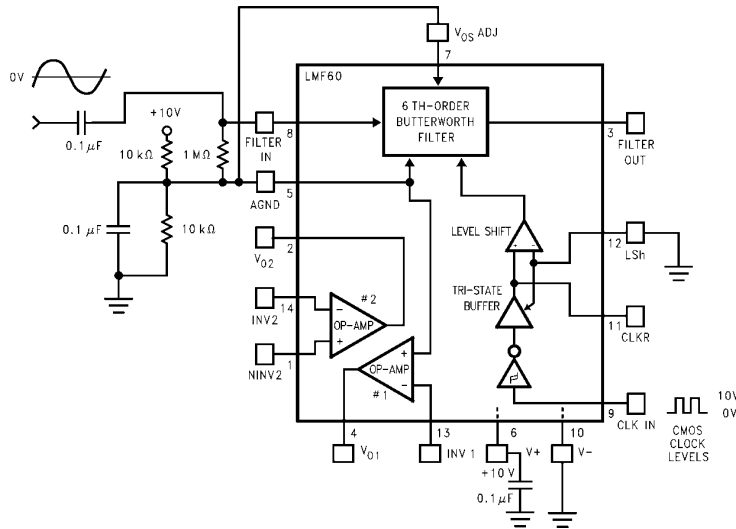 V_OS ADJ
7
LMF60
0V
6 TH-ORDER
BUTTERWORTH
FILTER
+10V
0.1 μF
10 kΩ
1 MΩ
FILTER
IN
8
3
FILTER
OUT
5
AGND
0.1 μF
10 kΩ
LEVEL SHIFT
12
LSh
2
V_O2
TRI-STATE
BUFFER
#2
14
INV2
OP-AMP
11
CLKR
NINV2
1
OP-AMP
#1
9
CLK IN
10V
0V
CMOS
CLOCK
LEVELS
4
13
6
10
V_O1
INV 1
V+
V-
+10 V
0.1 μF